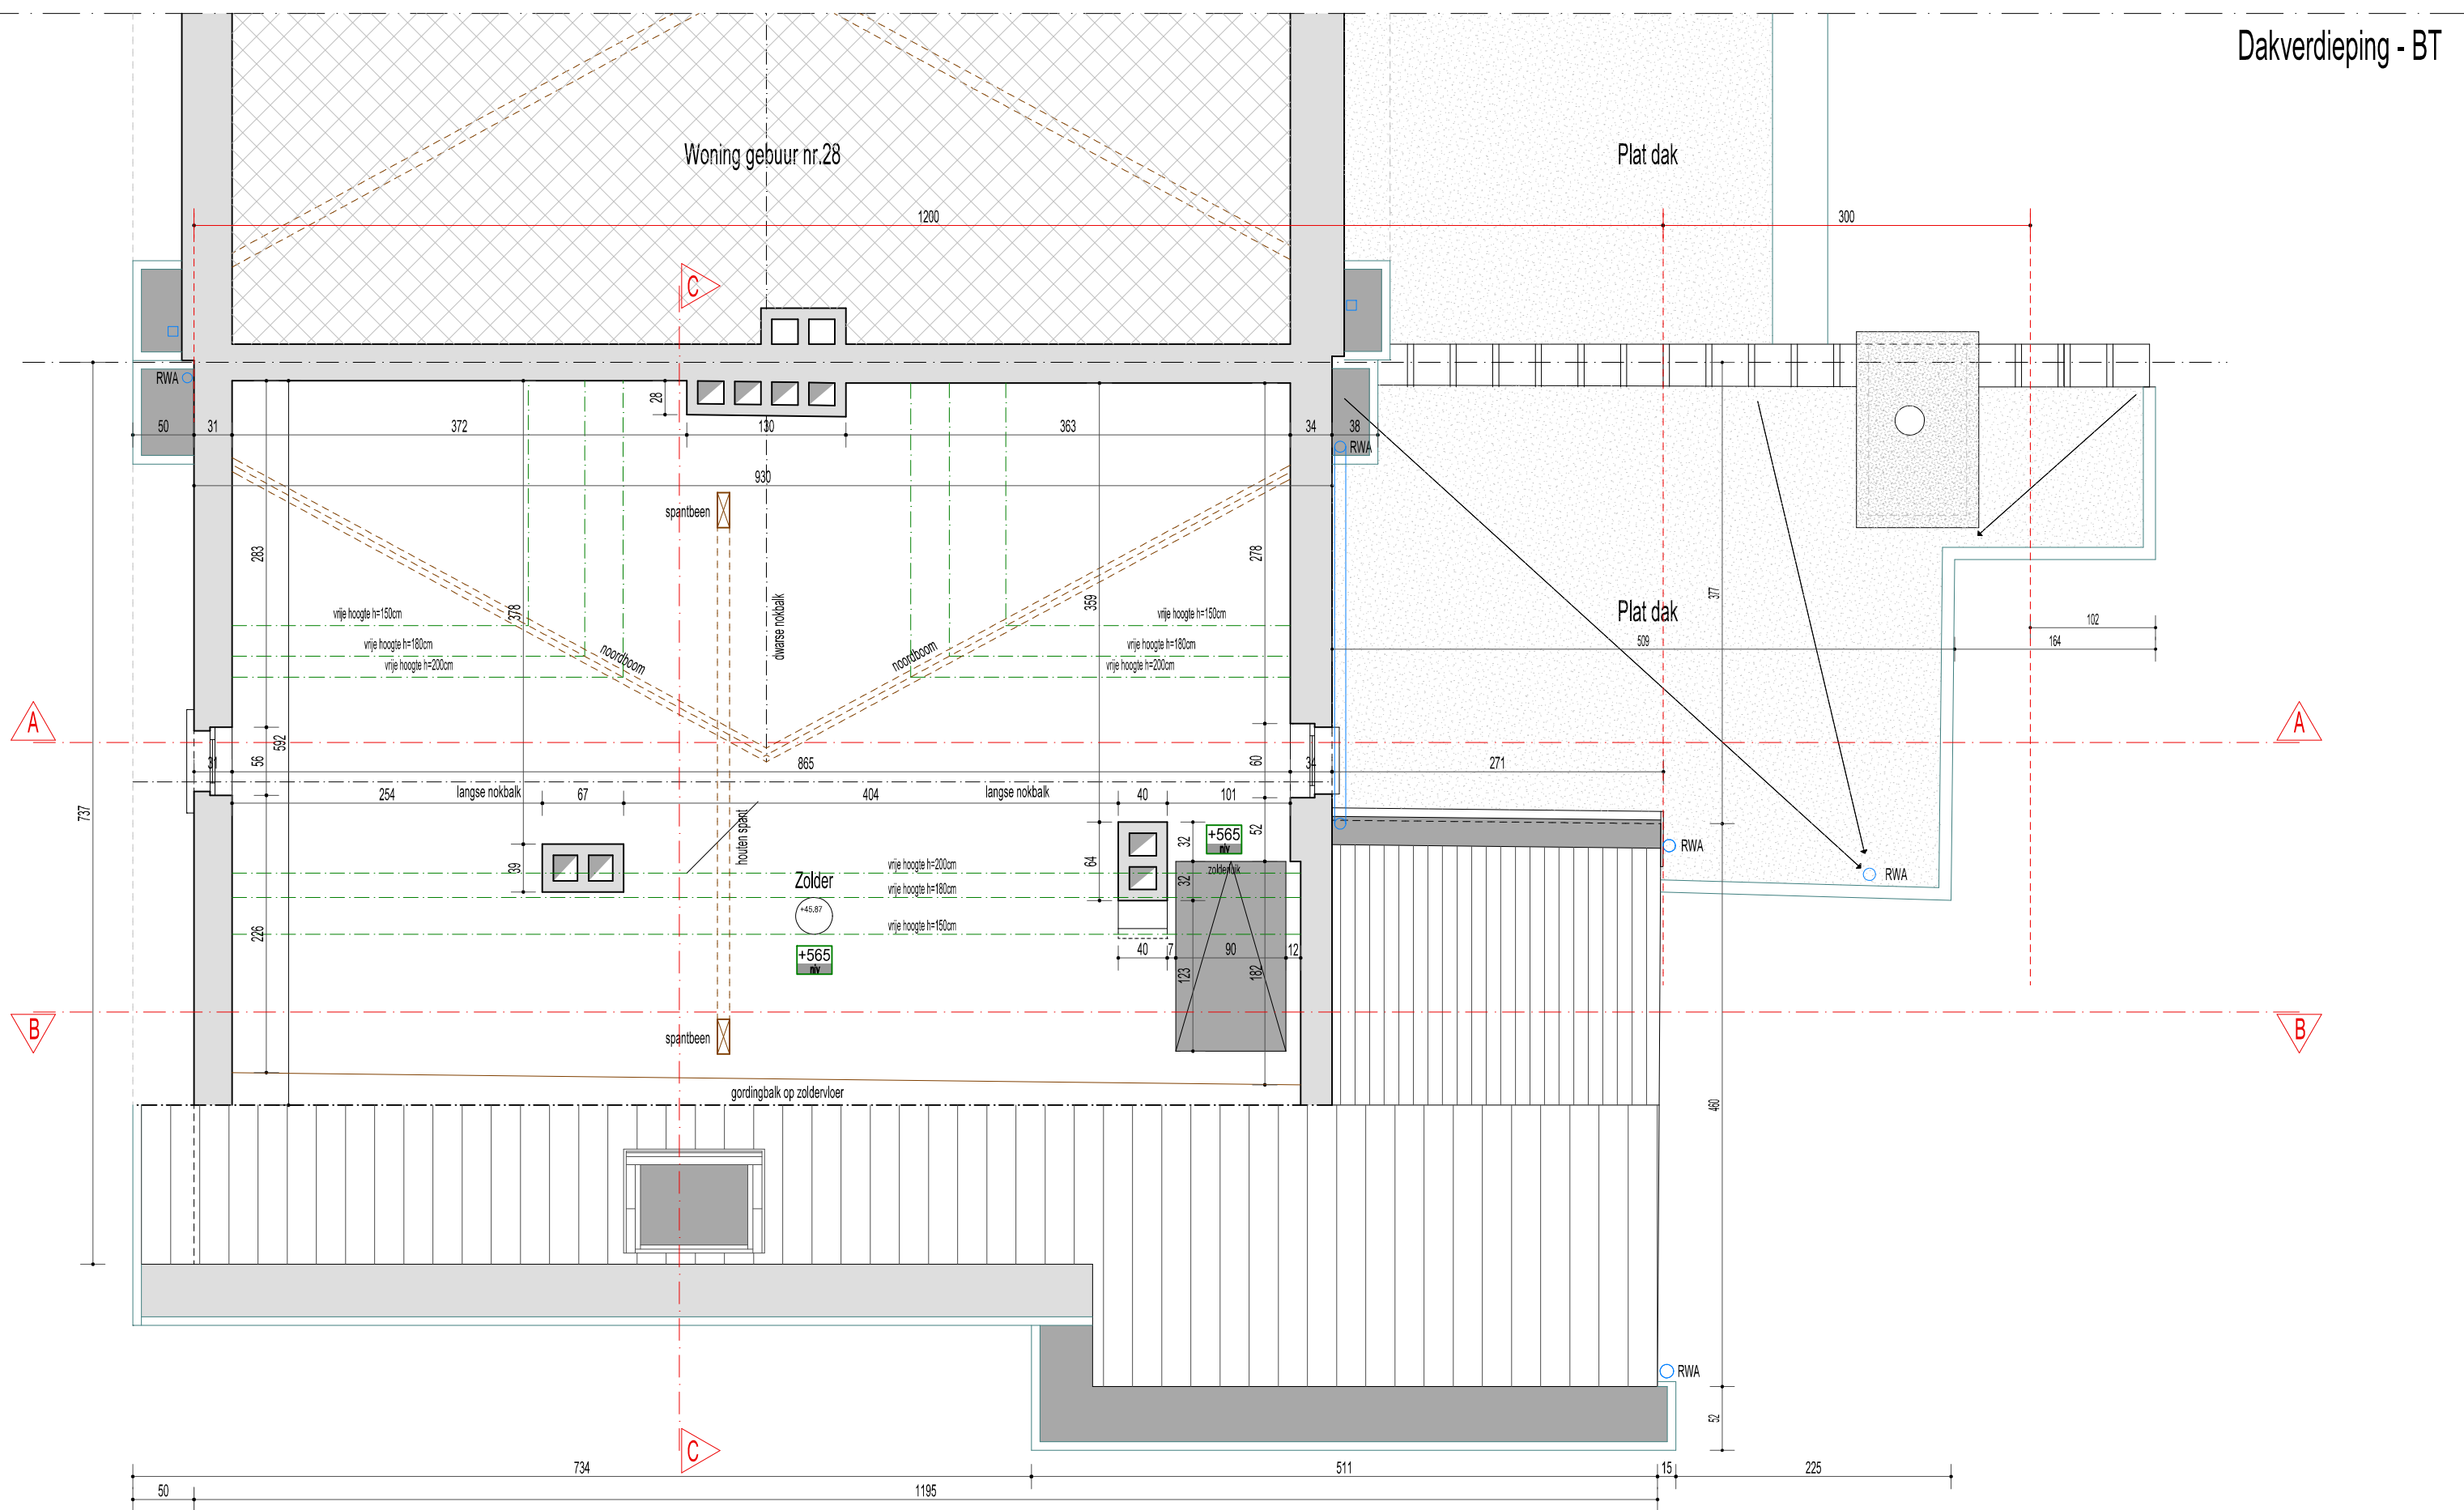 Dakverdieping - BT
Woning gebuur nr.28
Plat dak
1200
300
C
RWA
28
50
31
372
130
363
34
38
RWA
930
spantbeen
283
278
378
359
377
dwarse nokbalk
vrije hoogte h=150cm
vrije hoogte h=150cm
Plat dak
102
vrije hoogte h=180cm
vrije hoogte h=180cm
509
164
noordboom
noordboom
vrije hoogte h=200cm
vrije hoogte h=200cm
A
A
592
56
60
31
865
34
271
254
langse nokbalk
67
404
langse nokbalk
40
101
737
houten spant
52
+565
niv
32
64
RWA
39
vrije hoogte h=200cm
zolderluik
RWA
Zolder
32
vrije hoogte h=180cm
+45.87
226
vrije hoogte h=150cm
+565
niv
40
7
90
12
123
182
B
B
spantbeen
gordingbalk op zoldervloer
460
RWA
52
C
734
511
15
225
50
1195